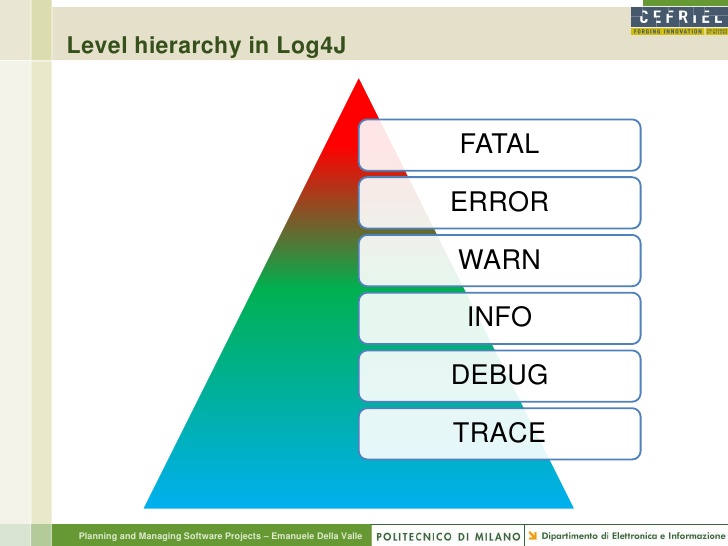 CEFRIEL
FORGING INNOVATION
Level hierarchy in Log4J
FATAL
ERROR
WARN
INFO
DEBUG
TRACE
Planning and Managing Software Projects – Emanuele Della Valle
POLITECNICO DI MILANO
Dipartimento di Elettronica e Informazione